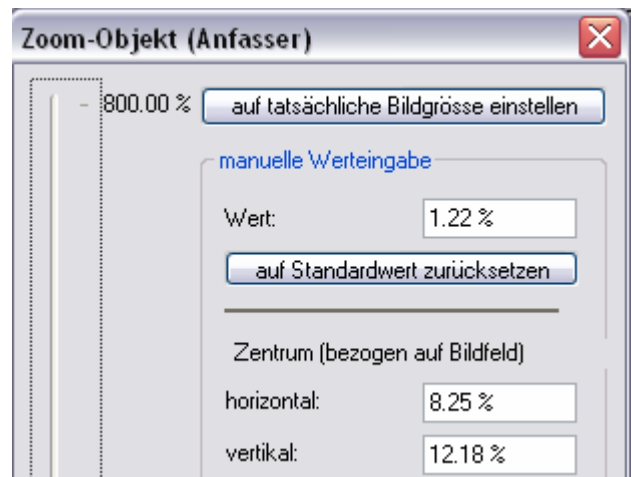 Zoom-Objekt (Anfasser)
800.00 %
auf tatsächliche Bildgrösse einstellen
manuelle Werteingabe
Wert: 1.22 %
auf Standardwert zurücksetzen
Zentrum (bezogen auf Bildfeld)
horizontal: 8.25 %
vertikal: 12.18 %